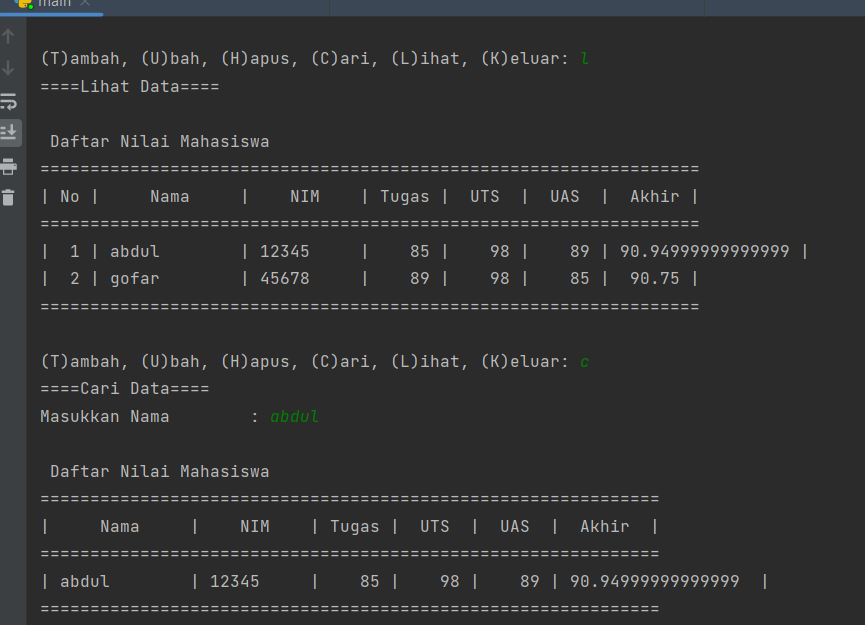 main
(T)ambah, (U)bah, (H)apus, (C)ari, (L)ihat, (K)eluar: l
====Lihat Data====
Daftar Nilai Mahasiswa
==================================================================
| No |     Nama     |    NIM    | Tugas |  UTS  |  UAS  |  Akhir |
==================================================================
|  1 | abdul        | 12345     |    85 |    98 |    89 | 90.94999999999999 |
|  2 | gofar        | 45678     |    89 |    98 |    85 |  90.75 |
==================================================================
(T)ambah, (U)bah, (H)apus, (C)ari, (L)ihat, (K)eluar: c
====Cari Data====
Masukkan Nama        : abdul
Daftar Nilai Mahasiswa
==============================================================
|     Nama     |    NIM    | Tugas |  UTS  |  UAS  |  Akhir  |
==============================================================
| abdul        | 12345     |    85 |    98 |    89 | 90.94999999999999  |
==============================================================